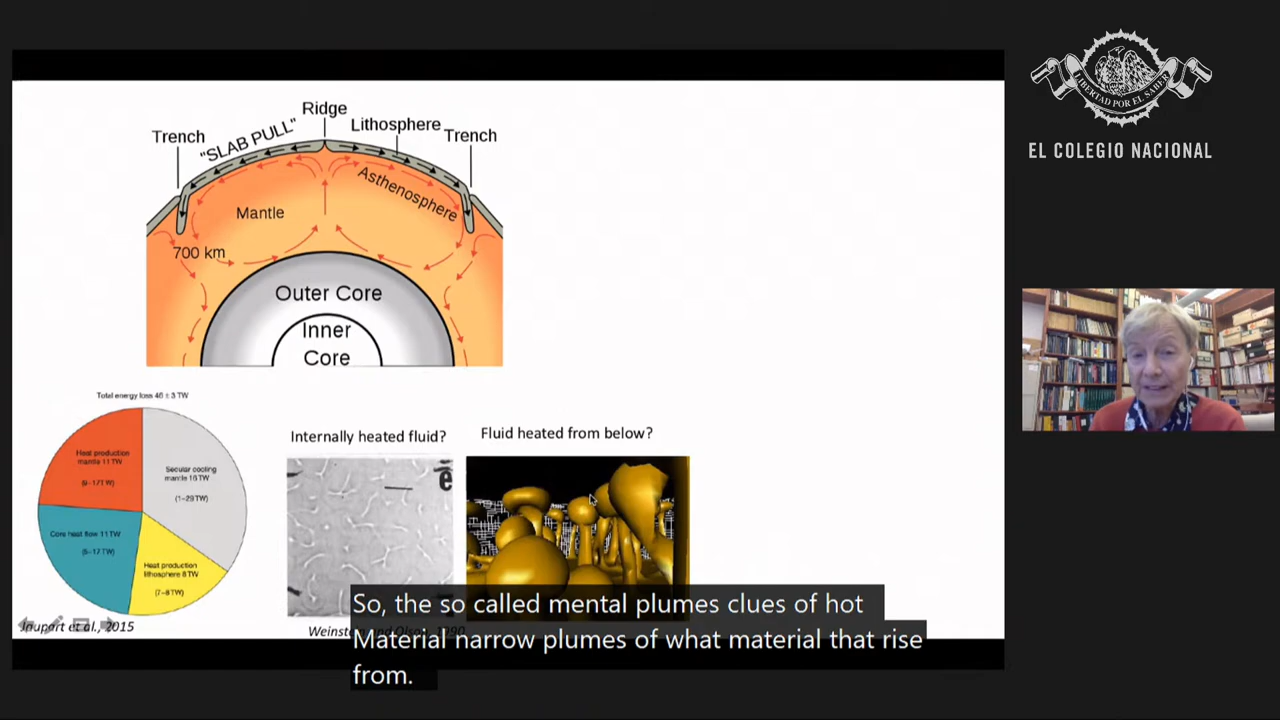 Ridge
Trench
"SLAB PULL"
Lithosphere
Trench
Asthenosphere
Mantle
700 km
Outer Core
Inner
Core
Total energy loss 46 ± 3 TW
Heat production
mantle 11 TW
(9–17TW)
Secular cooling
mantle 16 TW
(1–29 TW)
Core heat flow 11 TW
(5–17 TW)
Heat production
lithosphere 8 TW
(7–8 TW)
Jaupart et al., 2015
Internally heated fluid?
e
Fluid heated from below?
So, the so called mental plumes clues of hot
Material narrow plumes of what material that rise
from.
LIBERTAD POR EL SABER
EL COLEGIO NACIONAL